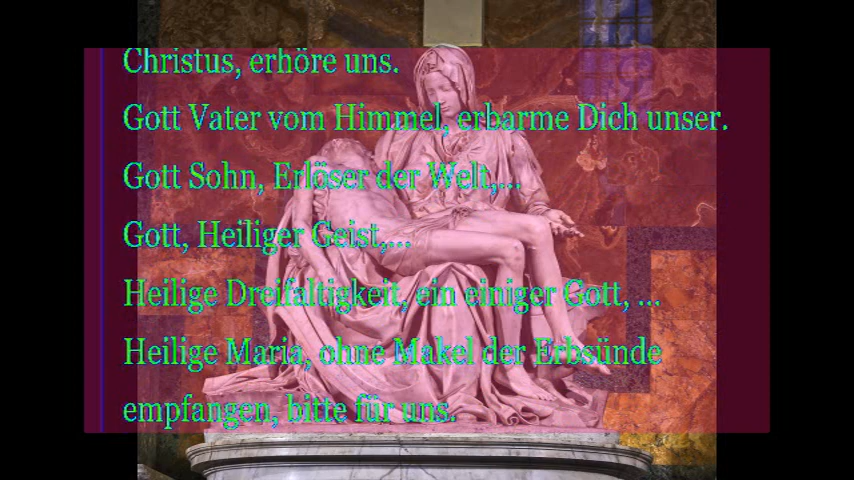 Christus, erhöre uns.
Gott Vater vom Himmel, erbarme Dich unser.
Gott Sohn, Erlöser der Welt,...
Gott, Heiliger Geist,...
Heilige Dreifaltigkeit, ein einiger Gott, ...
Heilige Maria, ohne Makel der Erbsünde
empfangen, bitte für uns.